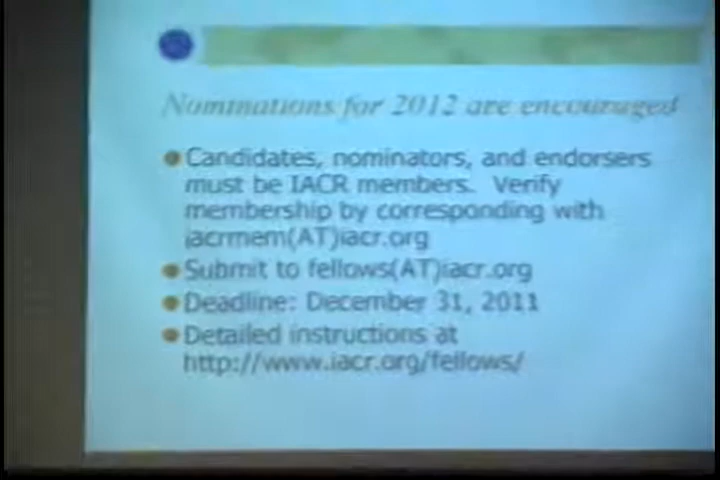 Nominations for 2012 are encouraged
Candidates, nominators, and endorsers
must be IACR members. Verify
membership by corresponding with
iacrmem(AT)iacr.org
Submit to fellows(AT)iacr.org
Deadline: December 31, 2011
Detailed instructions at
http://www.iacr.org/fellows/